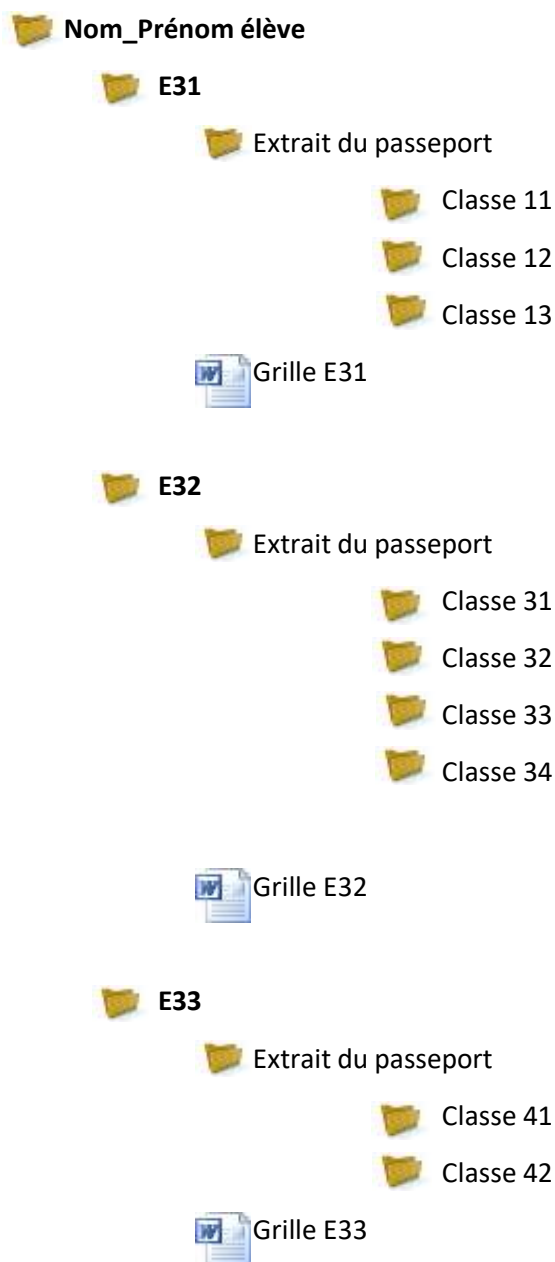 Nom_Prénom élève
E31
Extrait du passeport
Classe 11
Classe 12
Classe 13
Grille E31
E32
Extrait du passeport
Classe 31
Classe 32
Classe 33
Classe 34
Grille E32
E33
Extrait du passeport
Classe 41
Classe 42
Grille E33